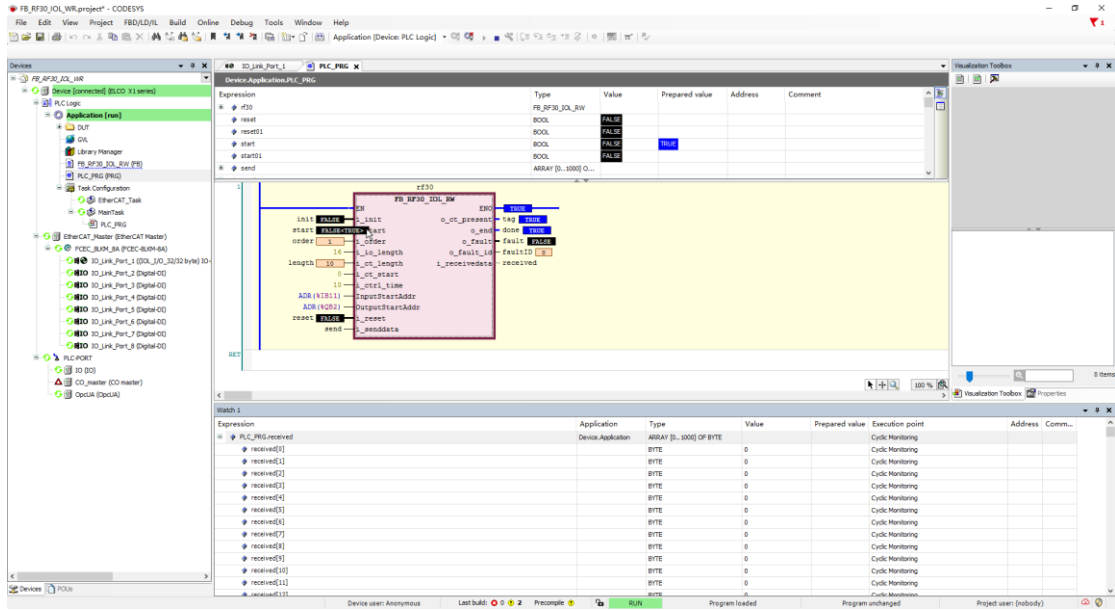 FB_RF30_IOL_WR.project* - CODESYS
File Edit View Project FBD/LD/IL Build Online Debug Tools Window Help
Application [Device: PLC Logic]
1
Devices
FB_RF30_IOL_WR
Device [connected] (ELCO X1 series)
PLC Logic
Application [run]
DUT
GVL
Library Manager
FB_RF30_IOL_RW (FB)
PLC_PRG (PRG)
Task Configuration
EtherCAT_Task
MainTask
PLC_PRG
EtherCAT_Master (EtherCAT Master)
FCEC_8LKM_8A (FCEC-8LKM-8A)
IO_Link_Port_1 ((IOL_I/O_32/32 byte) IO-
IO_Link_Port_2 (Digital-DI)
IO_Link_Port_3 (Digital-DI)
IO_Link_Port_4 (Digital-DI)
IO_Link_Port_5 (Digital-DI)
IO_Link_Port_6 (Digital-DI)
IO_Link_Port_7 (Digital-DI)
IO_Link_Port_8 (Digital-DI)
PLC-PORT
IO (IO)
CO_master (CO master)
OpcUA (OpcUA)
Devices POUs
IO_Link_Port_1 PLC_PRG
Device.Application.PLC_PRG
Expression Type Value Prepared value Address Comment
rf30 FB_RF30_IOL_RW
reset BOOL FALSE
reset01 BOOL FALSE
start BOOL FALSE TRUE
start01 BOOL FALSE
send ARRAY [0..1000] O...
1
rf30
FB_RF30_IOL_RW
EN ENO TRUE
init FALSE i_init o_ct_present tag TRUE
start FALSE<TRUE> tart o_end done TRUE
order 1 i_order o_fault fault FALSE
16 i_io_length o_fault_id faultID 0
length 10 i_ct_length i_receivedata received
0 i_ct_start
10 i_ctrl_time
ADR(%IB11) InputStartAddr
ADR(%QB2) OutputStartAddr
reset FALSE i_reset
send i_senddata
RET
100 %
Visualization Toolbox
0 items
Visualization Toolbox Properties
Watch 1
Expression Application Type Value Prepared value Execution point Address Comm...
PLC_PRG.received Device.Application ARRAY [0..1000] OF BYTE Cyclic Monitoring
received[0] BYTE 0 Cyclic Monitoring
received[1] BYTE 0 Cyclic Monitoring
received[2] BYTE 0 Cyclic Monitoring
received[3] BYTE 0 Cyclic Monitoring
received[4] BYTE 0 Cyclic Monitoring
received[5] BYTE 0 Cyclic Monitoring
received[6] BYTE 0 Cyclic Monitoring
received[7] BYTE 0 Cyclic Monitoring
received[8] BYTE 0 Cyclic Monitoring
received[9] BYTE 0 Cyclic Monitoring
received[10] BYTE 0 Cyclic Monitoring
received[11] BYTE 0 Cyclic Monitoring
received[12] BYTE 0 Cyclic Monitoring
Device user: Anonymous Last build: 0 2 Precompile RUN Program loaded Program unchanged Project user: (nobody)